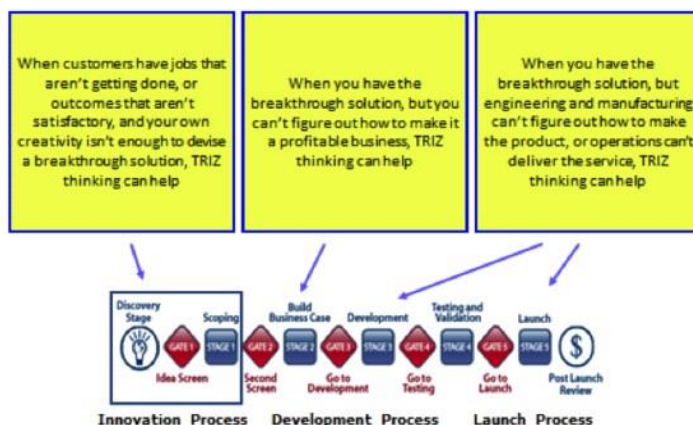 When customers have jobs that
aren't getting done, or
outcomes that aren't
satisfactory, and your own
creativity isn't enough to devise
a breakthrough solution, TRIZ
thinking can help
When you have the
breakthrough solution, but you
can't figure out how to make it
a profitable business, TRIZ
thinking can help
When you have the
breakthrough solution, but
engineering and manufacturing
can't figure out how to make
the product, or operations can't
deliver the service, TRIZ
thinking can help
Discovery
Stage
GATE 1
Idea Screen
Scoping
STAGE 1
GATE 2
Second
Screen
Build
Business Case
STAGE 2
GATE 3
Go to
Development
Development
STAGE 3
GATE 4
Go to
Testing
Testing and
Validation
STAGE 4
GATE 5
Go to
Launch
Launch
STAGE 5
$
Post Launch
Review
Innovation Process
Development Process
Launch Process